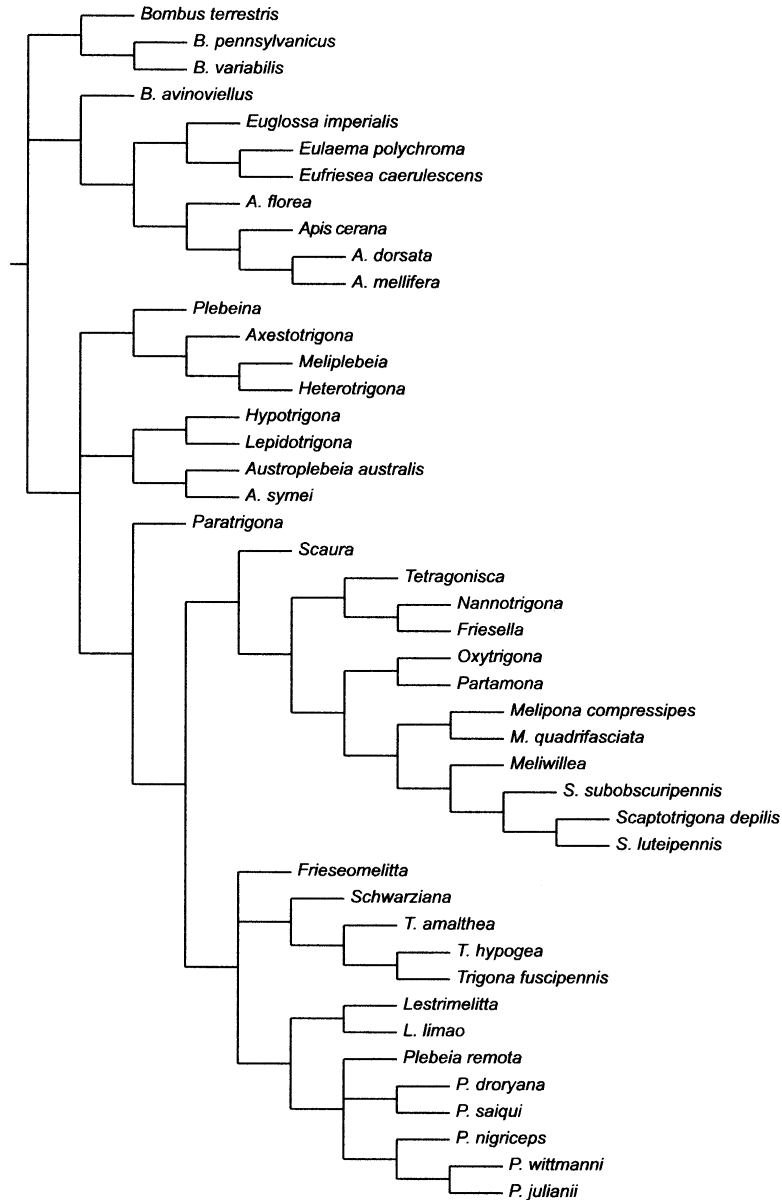 Bombus terrestris
B. pennsylvanicus
B. variabilis
B. avinoviellus
Euglossa imperialis
Eulaema polychroma
Eufriesea caerulescens
A. florea
Apis cerana
A. dorsata
A. mellifera
Plebeina
Axestotrigona
Meliplebeia
Heterotrigona
Hypotrigona
Lepidotrigona
Austroplebeia australis
A. symei
Paratrigona
Scaura
Tetragonisca
Nannotrigona
Friesella
Oxytrigona
Partamona
Melipona compressipes
M. quadrifasciata
Meliwillea
S. subobscuripennis
Scaptotrigona depilis
S. luteipennis
Frieseomelitta
Schwarziana
T. amalthea
T. hypogea
Trigona fuscipennis
Lestrimelitta
L. limao
Plebeia remota
P. droryana
P. saiqui
P. nigriceps
P. wittmanni
P. julianii